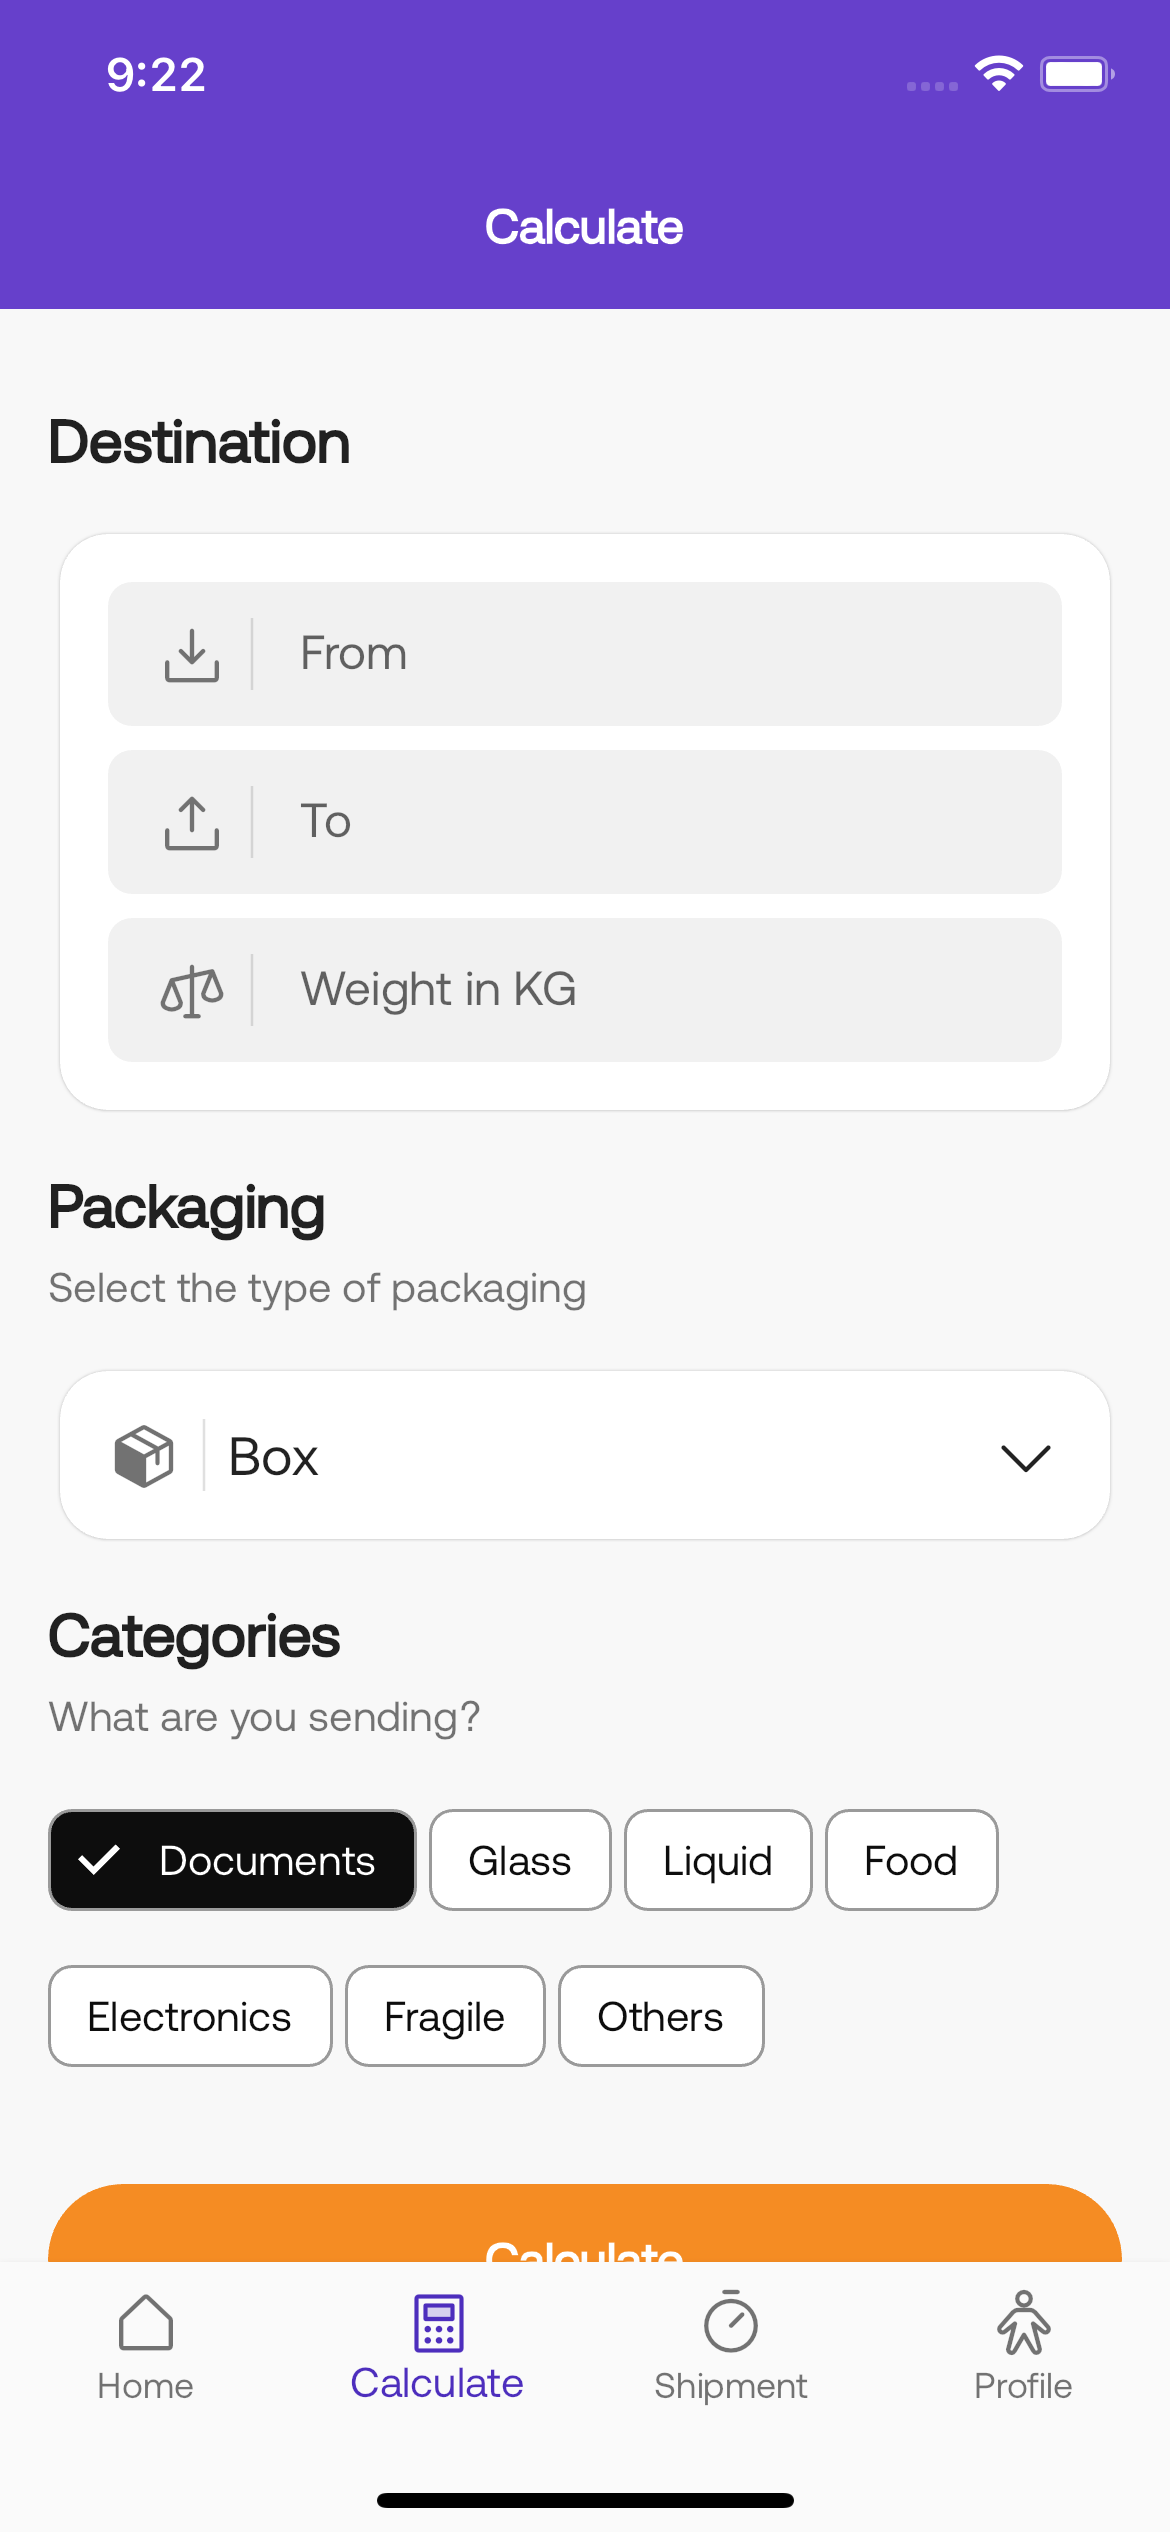 9:22
Calculate
Destination
From
To
Weight in KG
Packaging
Select the type of packaging
Box
Categories
What are you sending?
Documents Glass Liquid Food
Electronics Fragile Others
Calculate
Home Calculate Shipment Profile